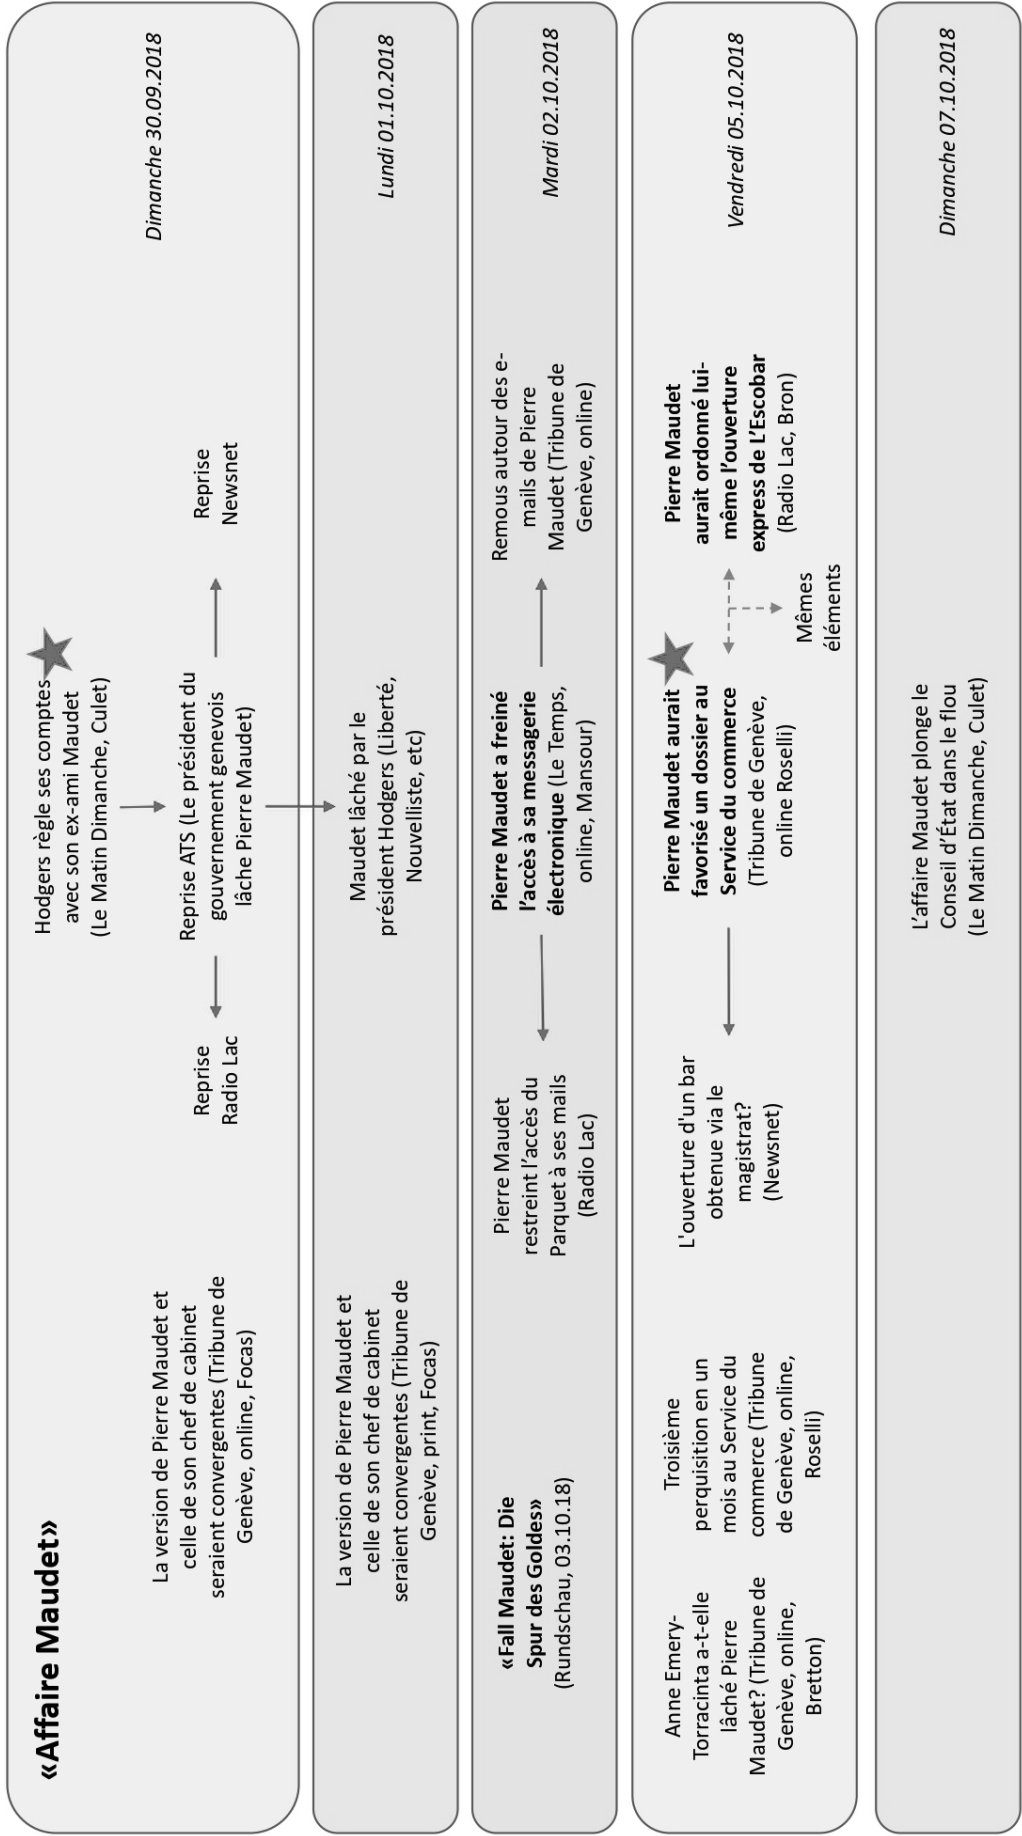 «Affaire Maudet»
La version de Pierre Maudet et
celle de son chef de cabinet
seraient convergentes (Tribune de
Genève, online, Focas)
Hodgers règle ses comptes
avec son ex-ami Maudet
(Le Matin Dimanche, Culet)
Reprise
Radio Lac
Reprise ATS (Le président du
gouvernement genevois
lâche Pierre Maudet)
Reprise
Newsnet
Dimanche 30.09.2018
La version de Pierre Maudet et
celle de son chef de cabinet
seraient convergentes (Tribune de
Genève, print, Focas)
Maudet lâché par le
président Hodgers (Liberté,
Nouvelliste, etc)
Lundi 01.10.2018
«Fall Maudet: Die
Spur des Goldes»
(Rundschau, 03.10.18)
Pierre Maudet
restreint l'accès du
Parquet à ses mails
(Radio Lac)
Pierre Maudet a freiné
l'accès à sa messagerie
électronique (Le Temps,
online, Mansour)
Remous autour des e-
mails de Pierre
Maudet (Tribune de
Genève, online)
Mardi 02.10.2018
Anne Emery-
Torracinta a-t-elle
lâché Pierre
Maudet? (Tribune de
Genève, online,
Bretton)
Troisième
perquisition en un
mois au Service du
commerce (Tribune
de Genève, online,
Roselli)
L'ouverture d'un bar
obtenue via le
magistrat?
(Newsnet)
Pierre Maudet aurait
favorisé un dossier au
Service du commerce
(Tribune de Genève,
online Roselli)
Mêmes
éléments
Pierre Maudet
aurait ordonné lui-
même l'ouverture
express de L'Escobar
(Radio Lac, Bron)
Vendredi 05.10.2018
L'affaire Maudet plonge le
Conseil d'État dans le flou
(Le Matin Dimanche, Culet)
Dimanche 07.10.2018